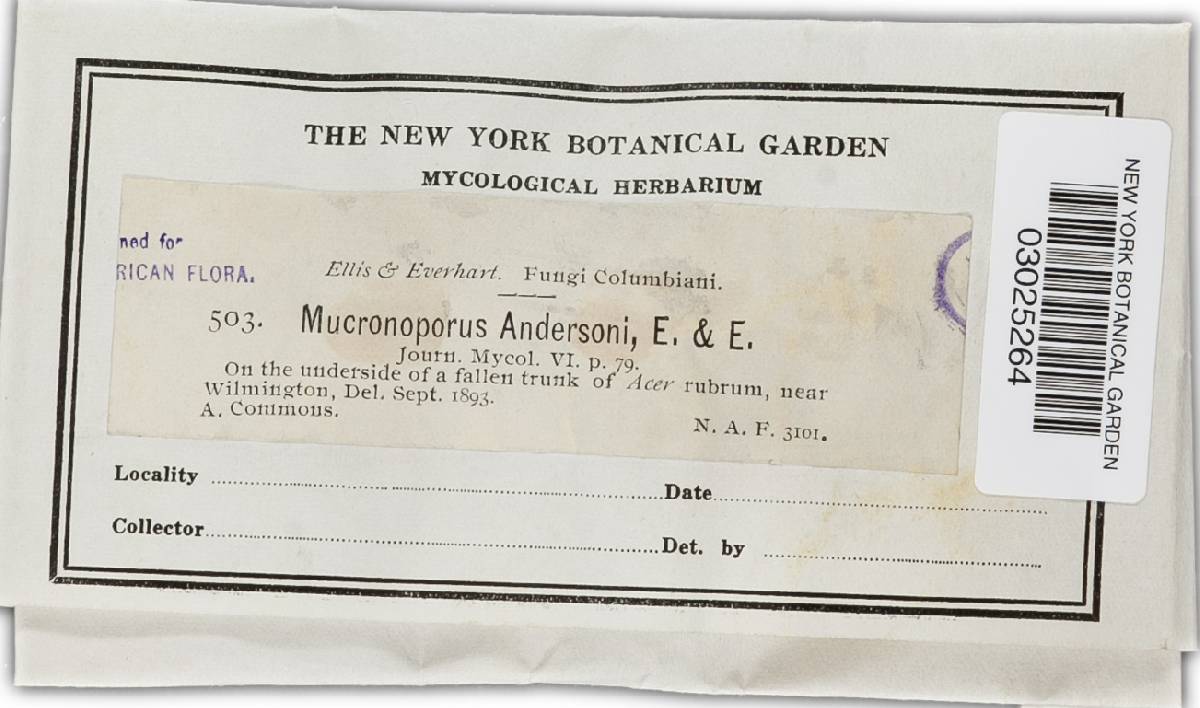 THE NEW YORK BOTANICAL GARDEN
MYCOLOGICAL HERBARIUM
ned for
RICAN FLORA.
Ellis & Everhart. Fungi Columbiani.
503. Mucronoporus Andersoni, E. & E.
Journ. Mycol. VI. p. 79.
On the underside of a fallen trunk of Acer rubrum, near
Wilmington, Del. Sept. 1893.
A. Commons.
N. A. F. 3101.
Locality
Date
Collector
Det. by
NEW YORK BOTANICAL GARDEN
03025264